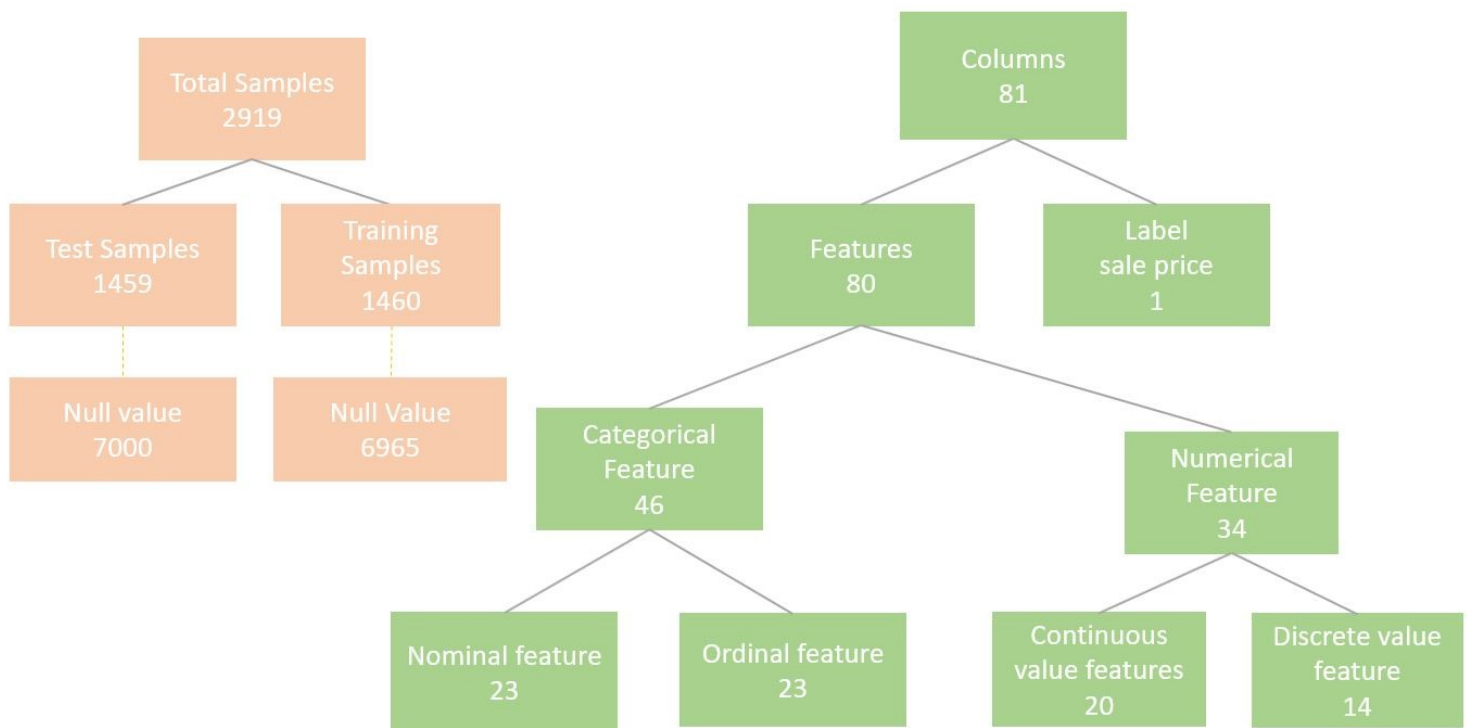 Total Samples
2919
Test Samples
1459
Training
Samples
1460
Null value
7000
Null Value
6965
Columns
81
Features
80
Label
sale price
1
Categorical
Feature
46
Numerical
Feature
34
Nominal feature
23
Ordinal feature
23
Continuous
value features
20
Discrete value
feature
14